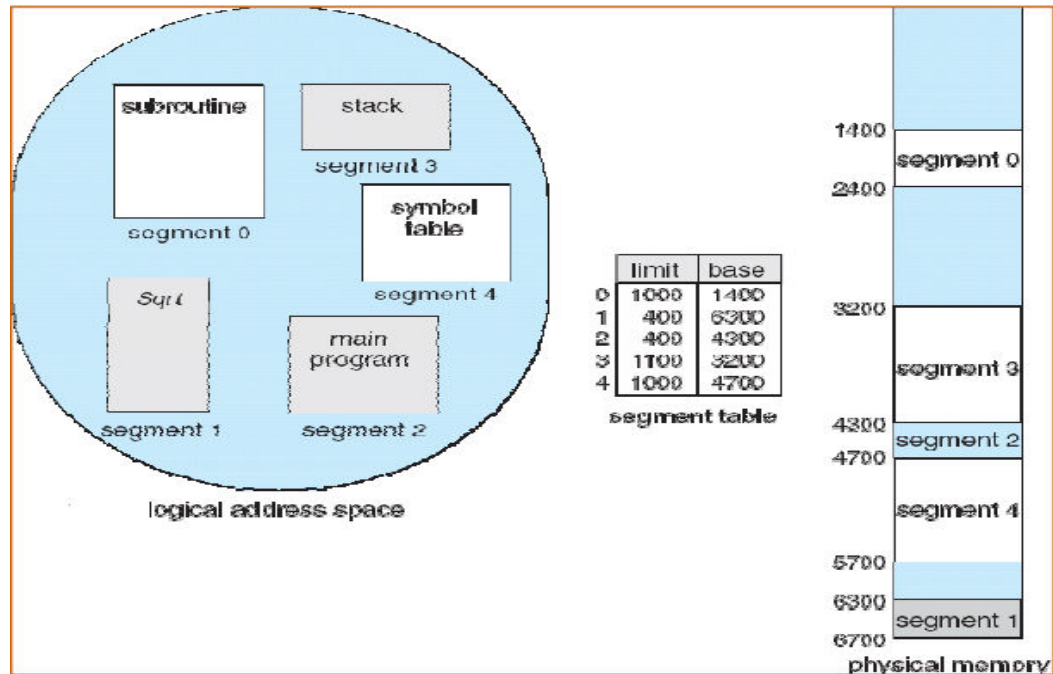 subroutine
stack
segment 3
segment 0
symbol
table
segment 4
Sqrt
main
program
segment 1
segment 2
logical address space
limit base
0 1000 1400
1 400 6300
2 400 4300
3 1100 3200
4 1000 4700
segment table
1400
segment 0
2400
3200
segment 3
4300
segment 2
4700
segment 4
5700
6300
segment 1
6700
physical memory